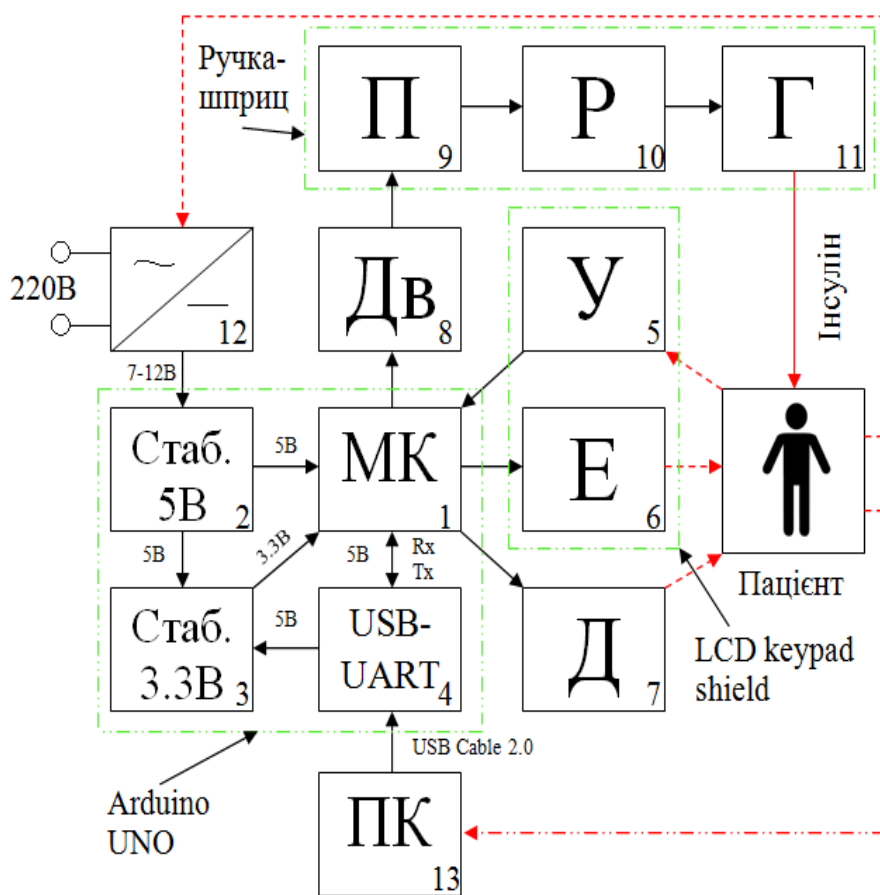 Ручка-
шприц
П
9
Р
10
Г
11
220В
12
Дв
8
У
5
Інсулін
7-12В
Стаб.
5В
2
5В
МК
1
Е
6
5В
3.3В
5В
Rx
Tx
Пацієнт
Стаб.
3.3В
3
5В
USB-
UART
4
Д
7
LCD keypad
shield
USB Cable 2.0
Arduino
UNO
ПК
13